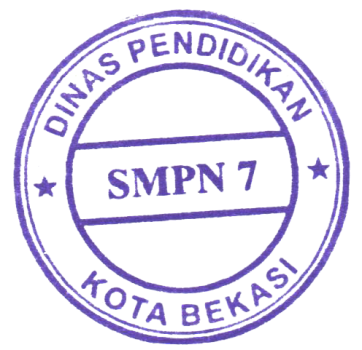 DINAS PENDIDIKAN
SMPN 7
KOTA BEKASI